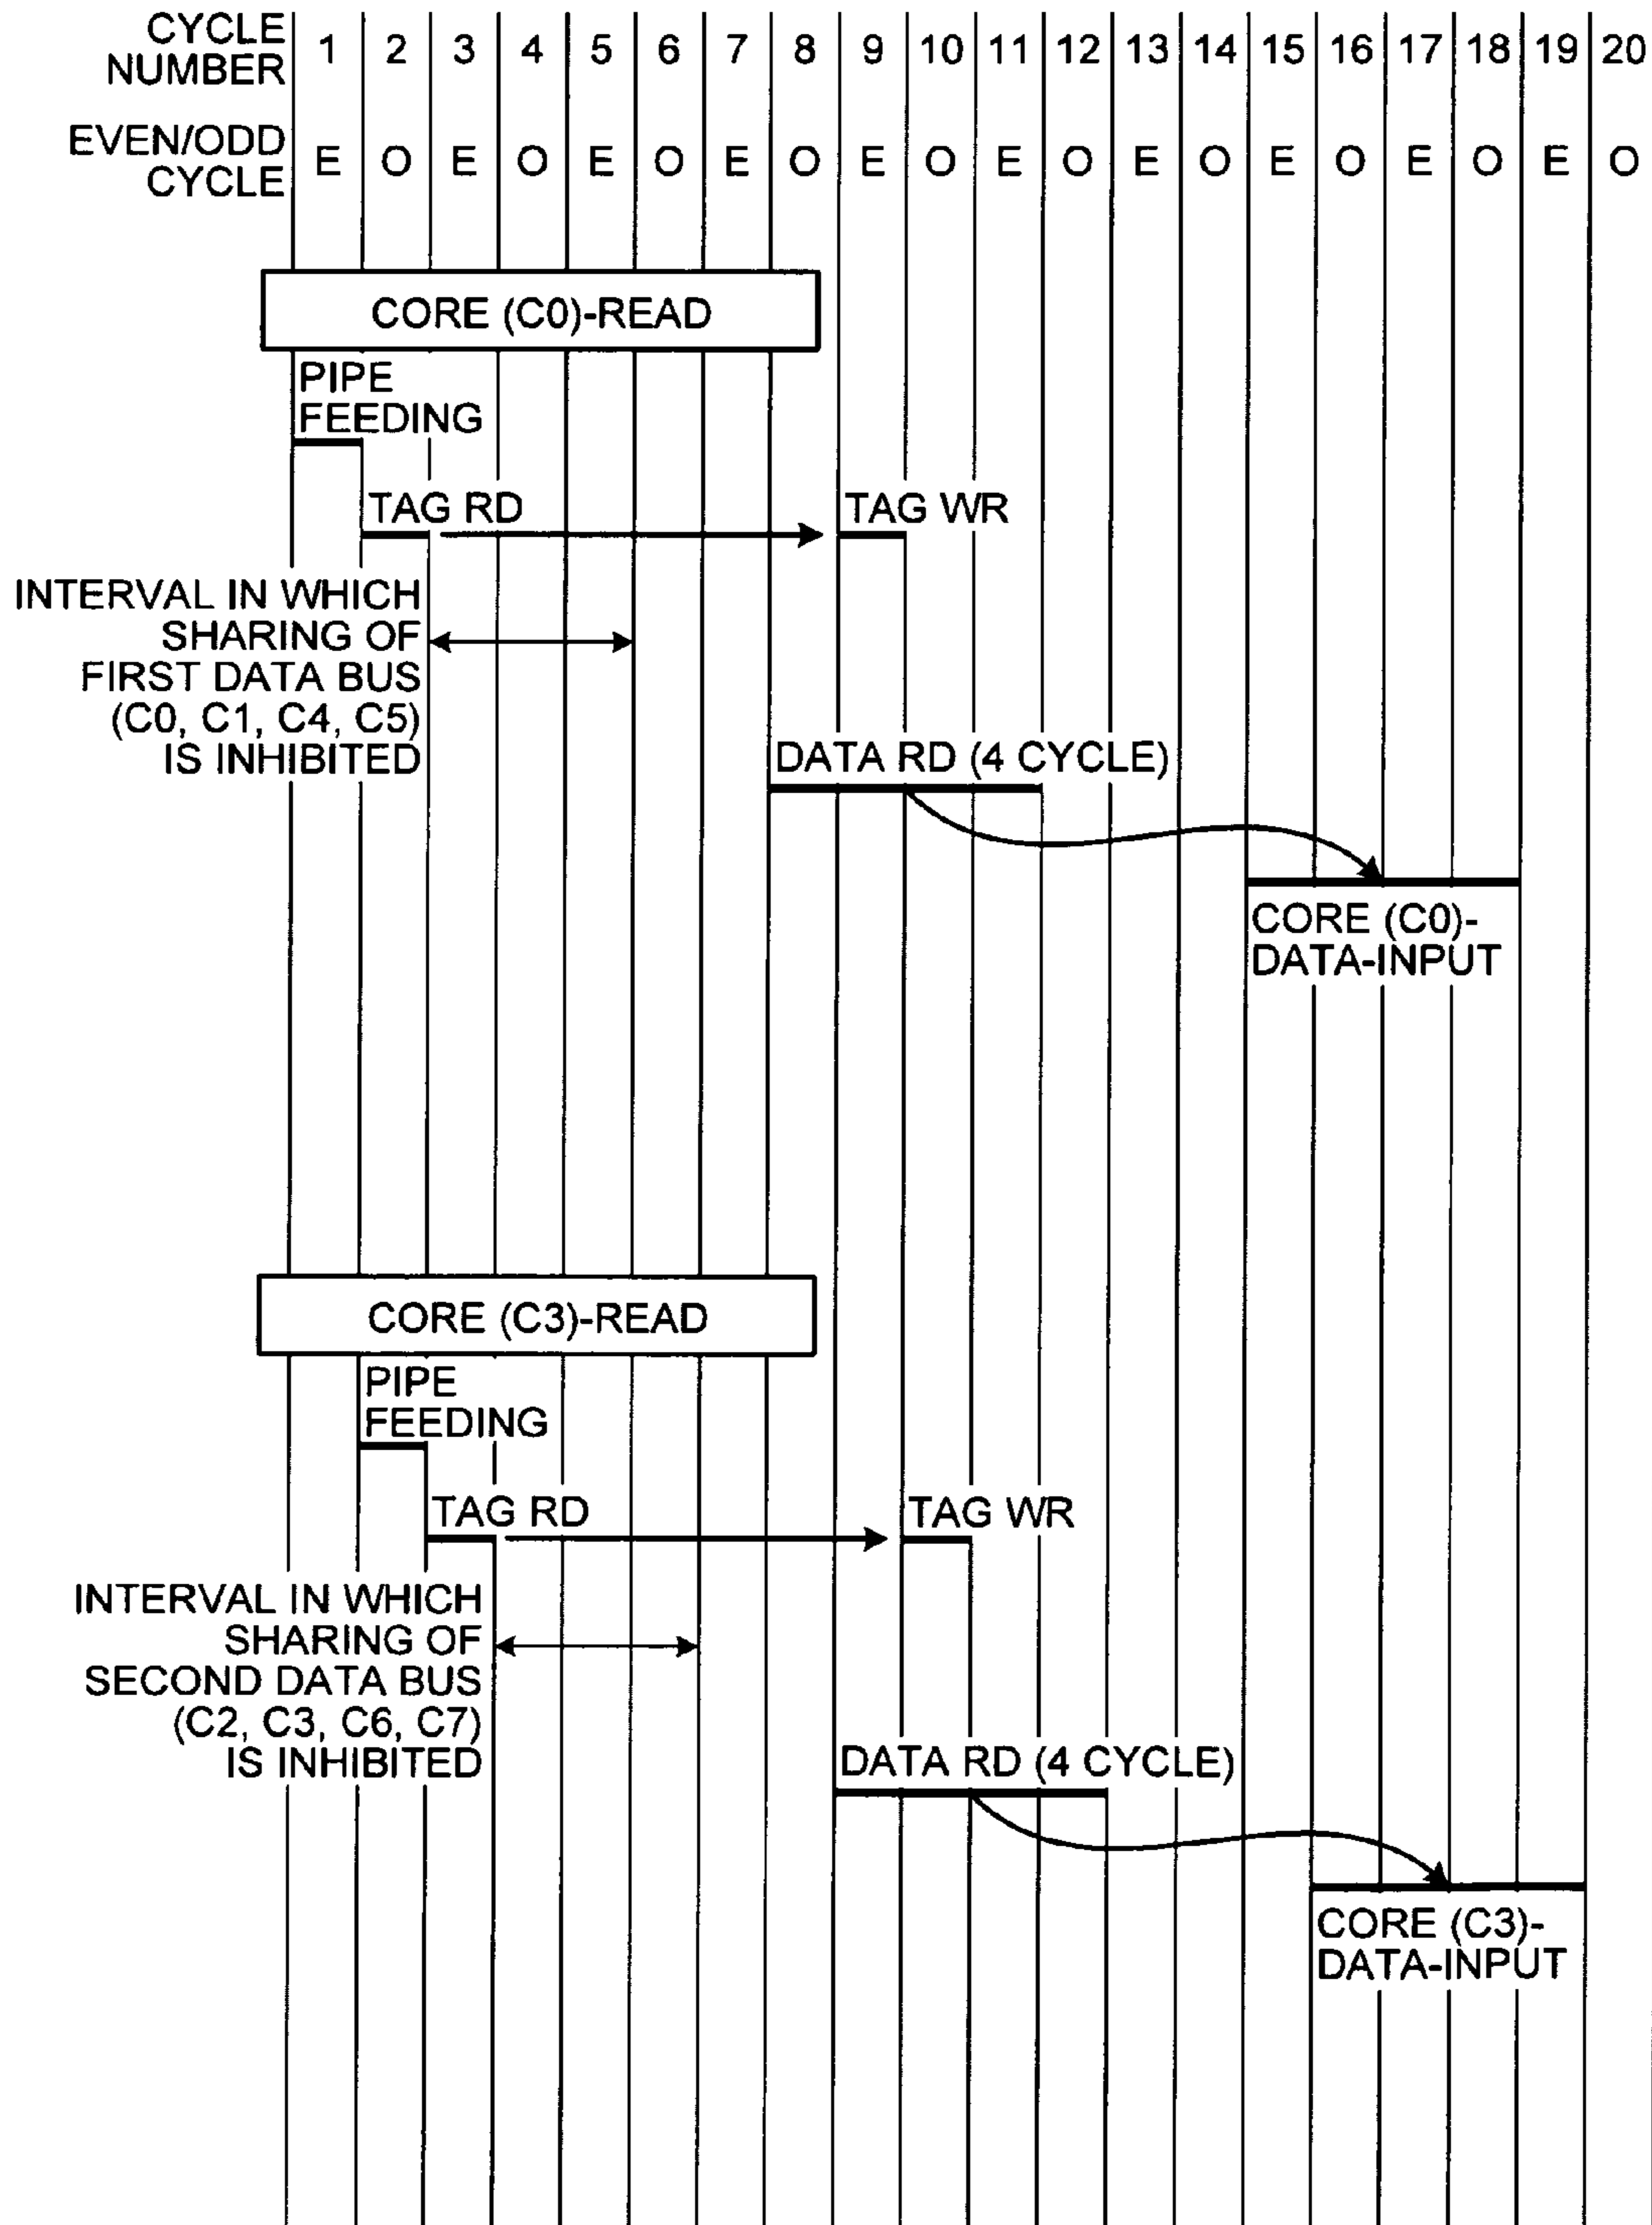 CYCLE
NUMBER
1 2 3 4 5 6 7 8 9 10 11 12 13 14 15 16 17 18 19 20
EVEN/ODD
CYCLE
E O E O E O E O E O E O E O E O E O E O
CORE (C0)-READ
PIPE
FEEDING
TAG RD
TAG WR
INTERVAL IN WHICH
SHARING OF
FIRST DATA BUS
(C0, C1, C4, C5)
IS INHIBITED
DATA RD (4 CYCLE)
CORE (C0)-
DATA-INPUT
CORE (C3)-READ
PIPE
FEEDING
TAG RD
TAG WR
INTERVAL IN WHICH
SHARING OF
SECOND DATA BUS
(C2, C3, C6, C7)
IS INHIBITED
DATA RD (4 CYCLE)
CORE (C3)-
DATA-INPUT